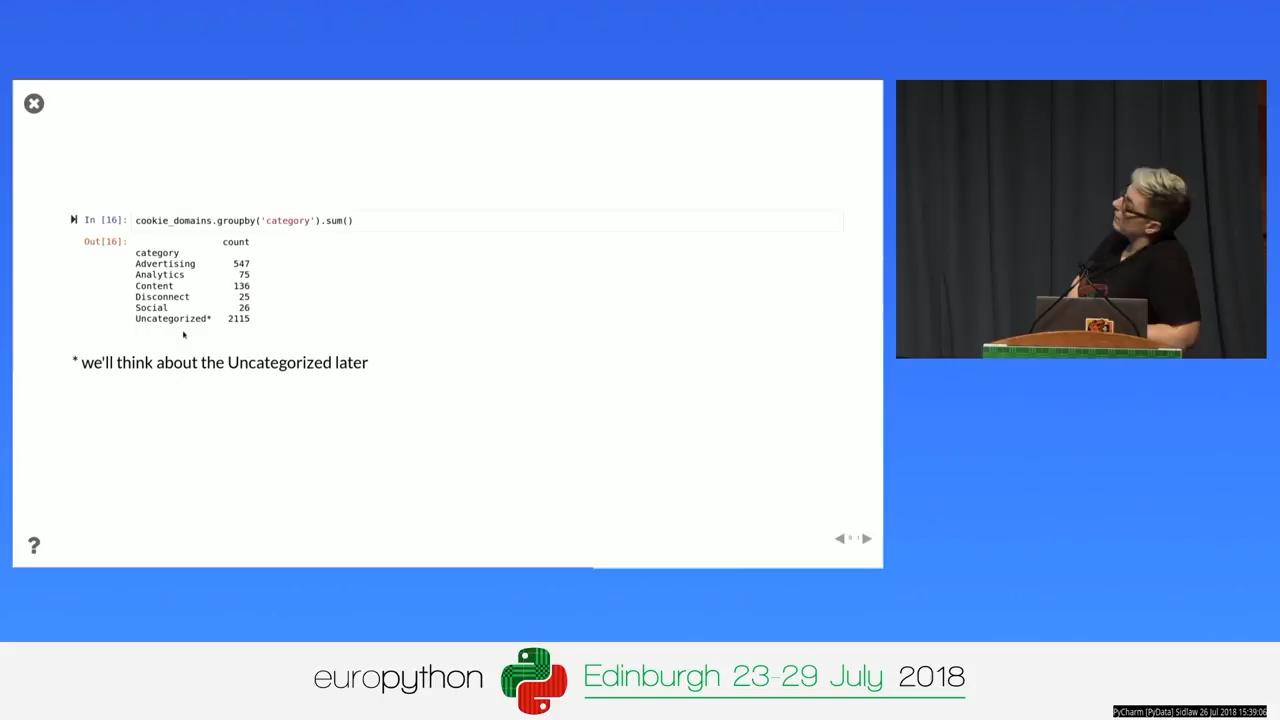 In [16]: cookie_domains.groupby('category').sum()
Out[16]: count
category
Advertising 547
Analytics 75
Content 136
Disconnect 25
Social 26
Uncategorized* 2115
* we'll think about the Uncategorized later
?
europython Edinburgh 23-29 July 2018
PyCharm [PyData] Sidlaw 26 Jul 2018 15:39:06